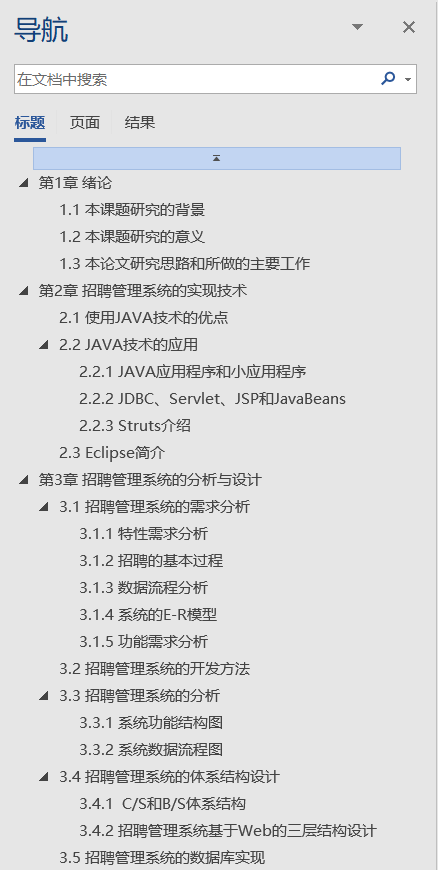 导航
在文档中搜索
标题 页面 结果
第1章 绪论
1.1 本课题研究的背景
1.2 本课题研究的意义
1.3 本论文研究思路和所做的主要工作
第2章 招聘管理系统的实现技术
2.1 使用JAVA技术的优点
2.2 JAVA技术的应用
2.2.1 JAVA应用程序和小应用程序
2.2.2 JDBC、Servlet、JSP和JavaBeans
2.2.3 Struts介绍
2.3 Eclipse简介
第3章 招聘管理系统的分析与设计
3.1 招聘管理系统的需求分析
3.1.1 特性需求分析
3.1.2 招聘的基本过程
3.1.3 数据流程分析
3.1.4 系统的E-R模型
3.1.5 功能需求分析
3.2 招聘管理系统的开发方法
3.3 招聘管理系统的分析
3.3.1 系统功能结构图
3.3.2 系统数据流程图
3.4 招聘管理系统的体系结构设计
3.4.1  C/S和B/S体系结构
3.4.2 招聘管理系统基于Web的三层结构设计
3.5 招聘管理系统的数据库实现